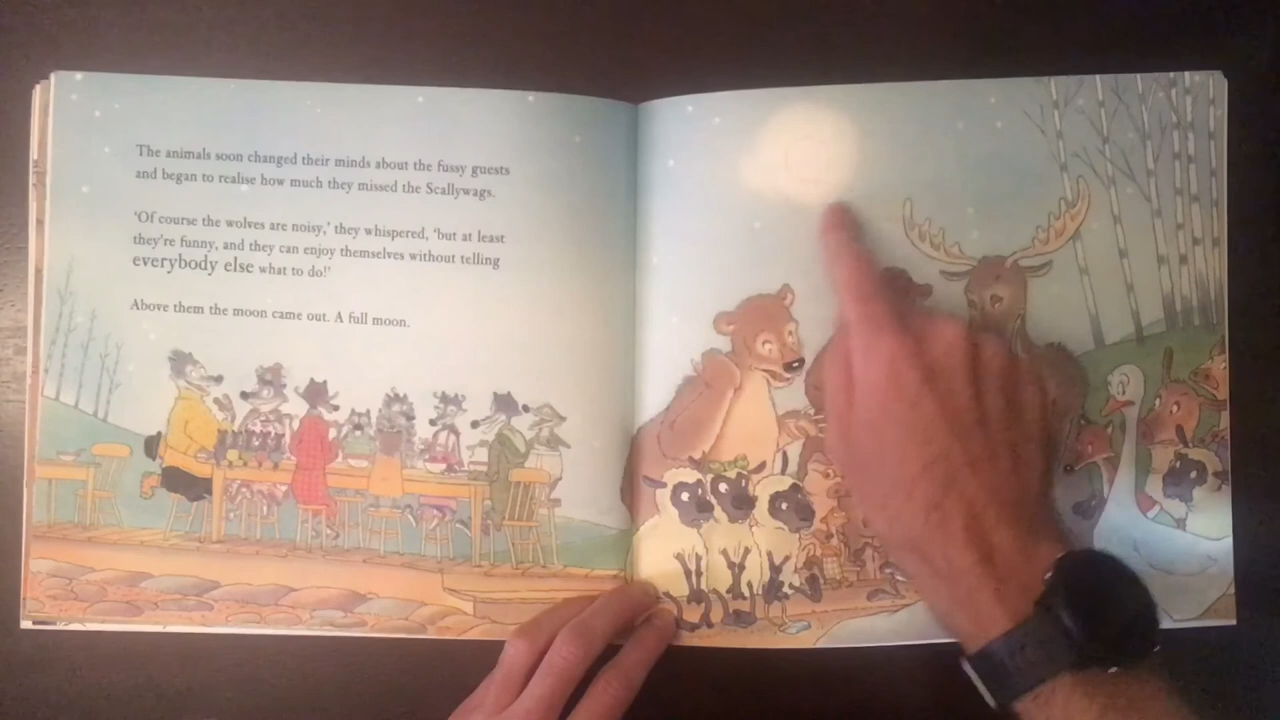 The animals soon changed their minds about the fussy guests
and began to realise how much they missed the Scallywags.
‘Of course the wolves are noisy,’ they whispered, ‘but at least
they're funny, and they can enjoy themselves without telling
everybody else what to do!’
Above them the moon came out. A full moon.